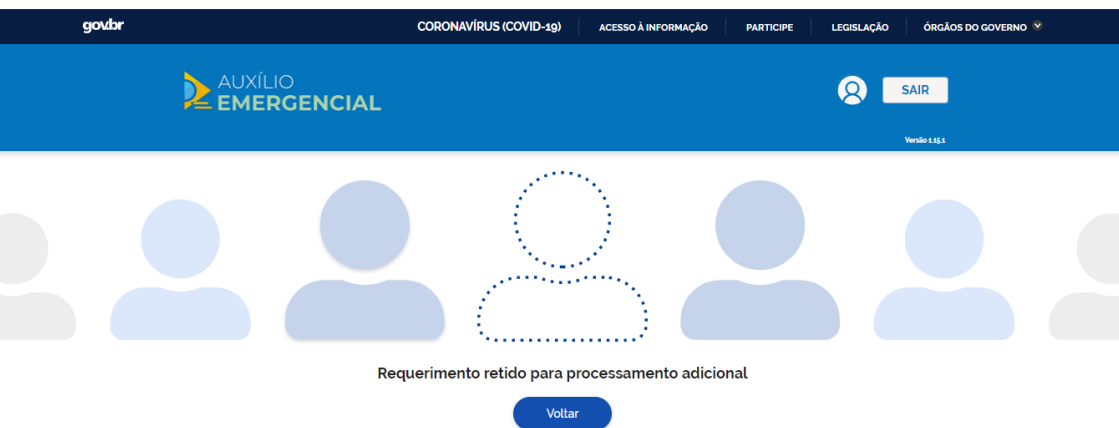 gov.br CORONAVÍRUS (COVID-19) ACESSO À INFORMAÇÃO PARTICIPE LEGISLAÇÃO ÓRGÃOS DO GOVERNO
AUXÍLIO
EMERGENCIAL
SAIR
Versão 1.15.1
Requerimento retido para processamento adicional
Voltar